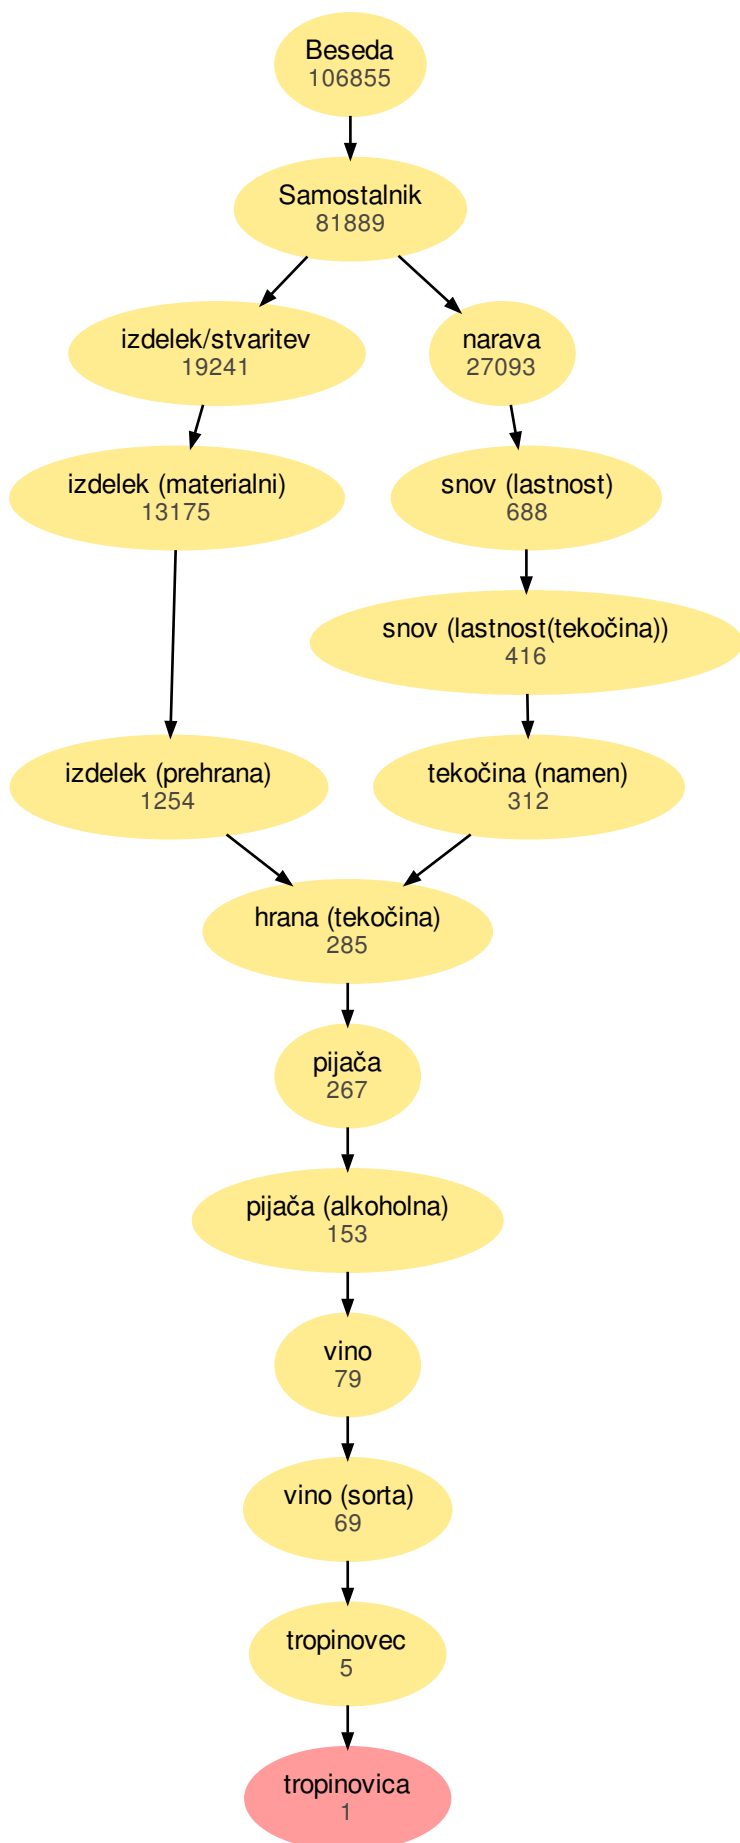 Beseda
106855
Samostalnik
81889
izdelek/stvaritev
19241
narava
27093
izdelek (materialni)
13175
snov (lastnost)
688
snov (lastnost(tekočina))
416
izdelek (prehrana)
1254
tekočina (namen)
312
hrana (tekočina)
285
pijača
267
pijača (alkoholna)
153
vino
79
vino (sorta)
69
tropinovec
5
tropinovica
1